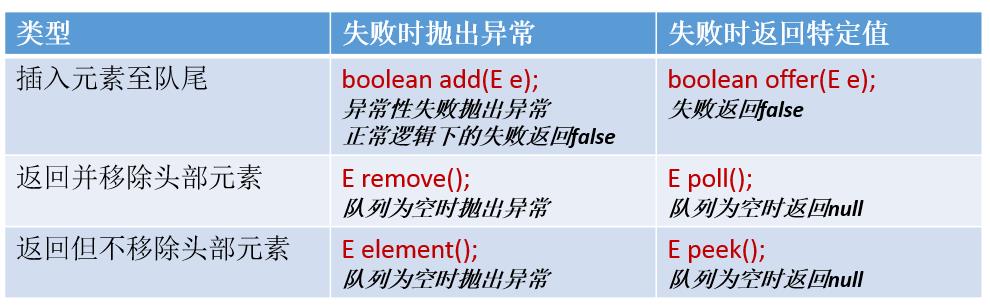 类型 失败时抛出异常 失败时返回特定值
插入元素至队尾 boolean add(E e); boolean offer(E e);
异常性失败抛出异常 失败返回false
正常逻辑下的失败返回false
返回并移除头部元素 E remove(); E poll();
队列为空时抛出异常 队列为空时返回null
返回但不移除头部元素 E element(); E peek();
队列为空时抛出异常 队列为空时返回null